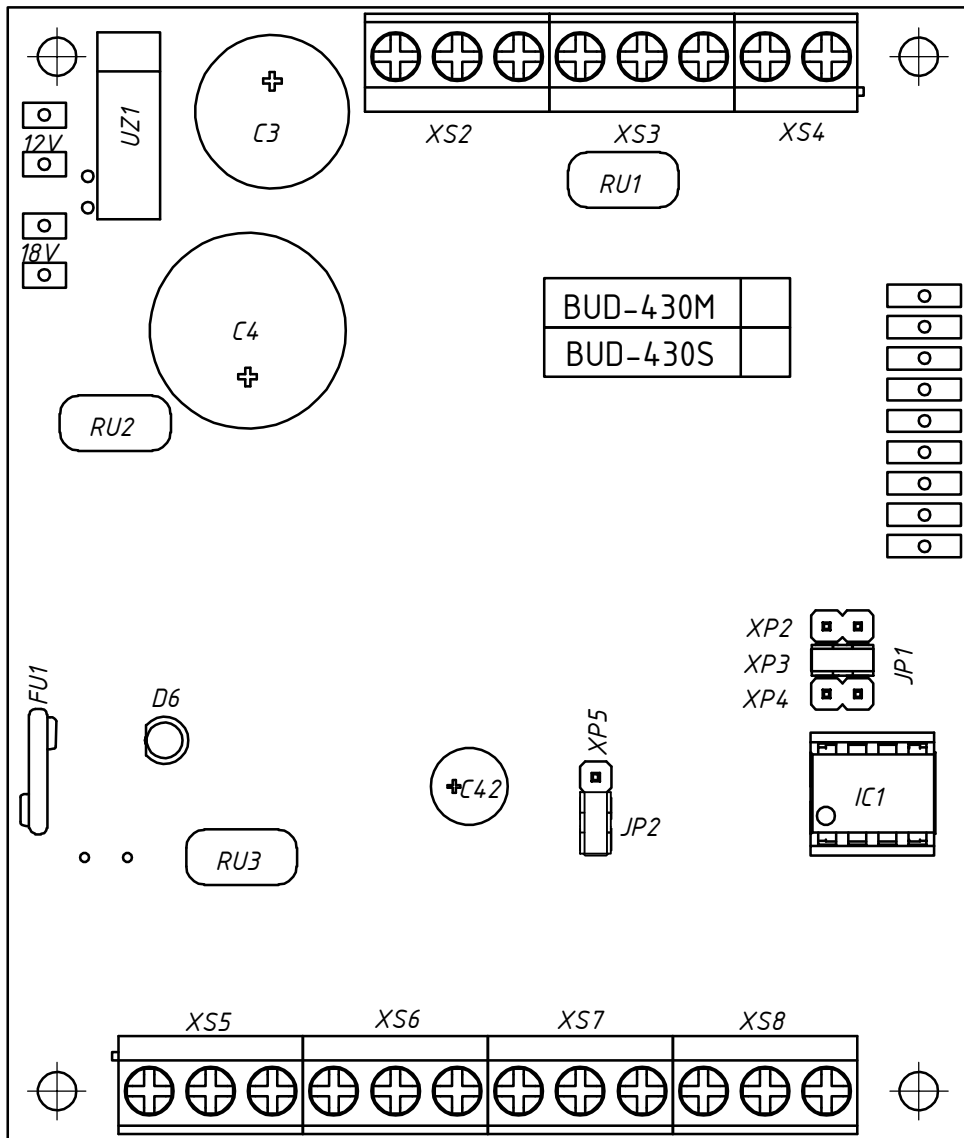 UZ1
C3
XS2
XS3
XS4
12V
RU1
18V
C4
BUD-430M
BUD-430S
RU2
XP2
XP3
JP1
XP4
FU1
D6
XP5
C42
IC1
JP2
RU3
XS5
XS6
XS7
XS8